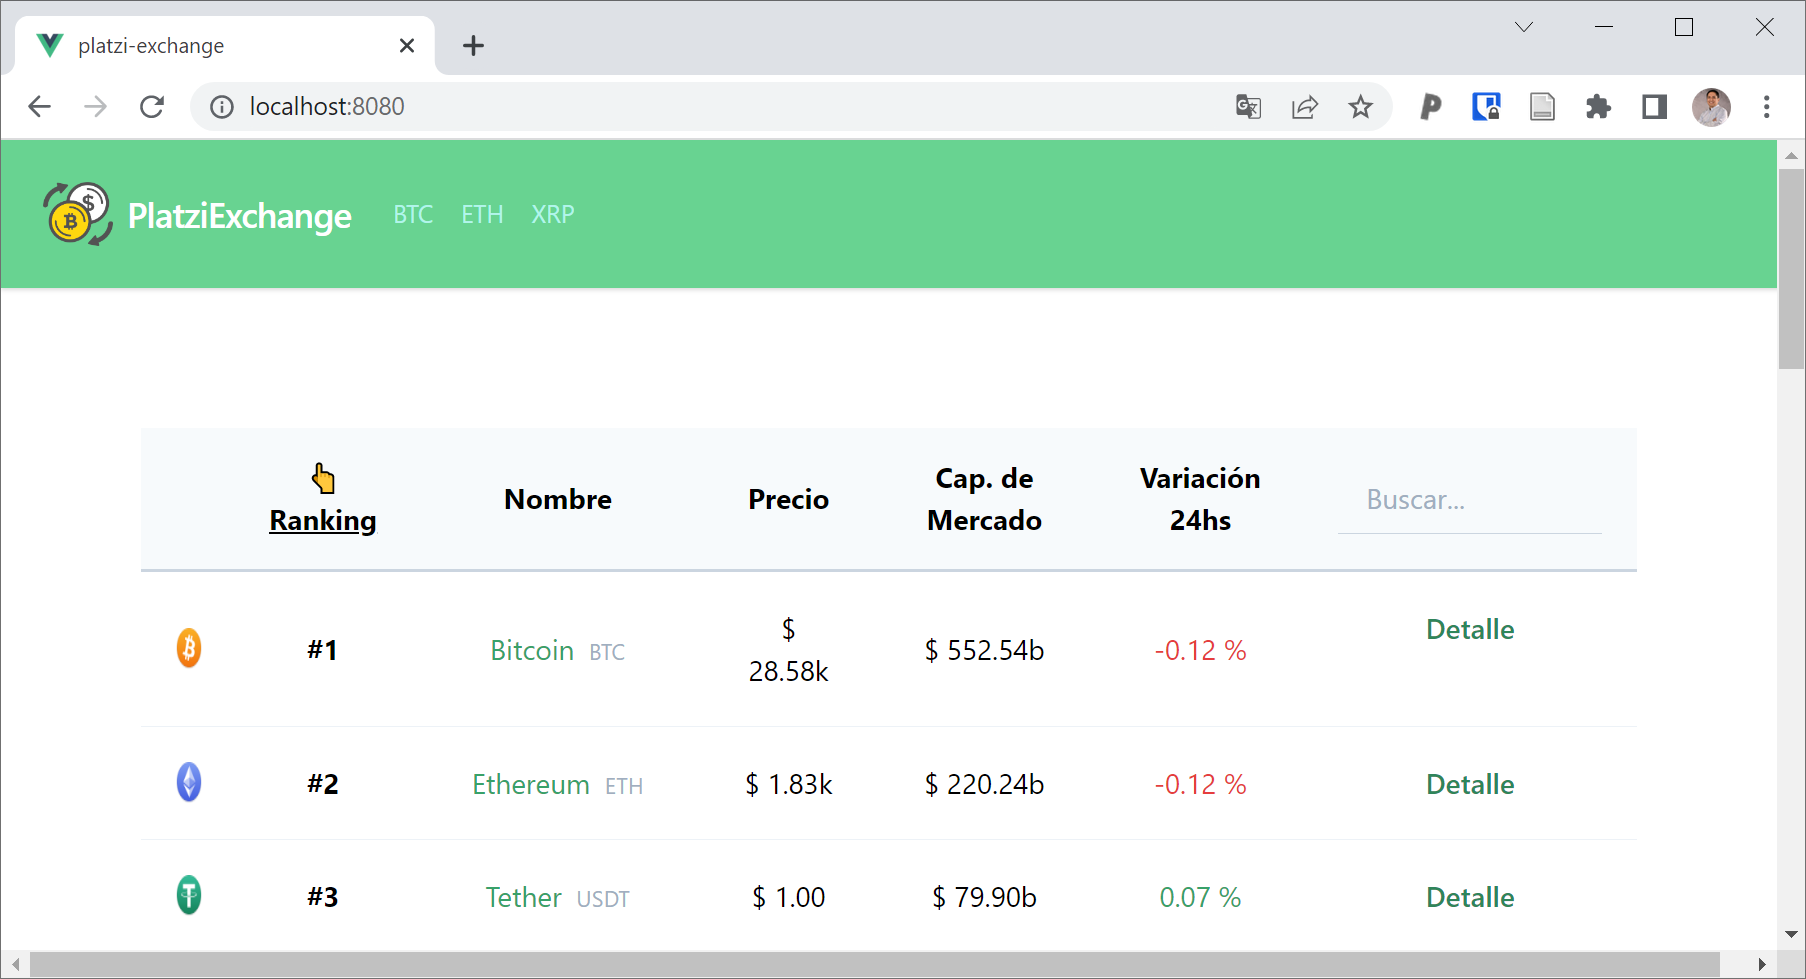 platzi-exchange
localhost:8080
PlatziExchange BTC ETH XRP
Ranking
Nombre
Precio
Cap. de
Mercado
Variación
24hs
Buscar...
#1 Bitcoin BTC $
28.58k
$ 552.54b -0.12 % Detalle
#2 Ethereum ETH $ 1.83k $ 220.24b -0.12 % Detalle
#3 Tether USDT $ 1.00 $ 79.90b 0.07 % Detalle